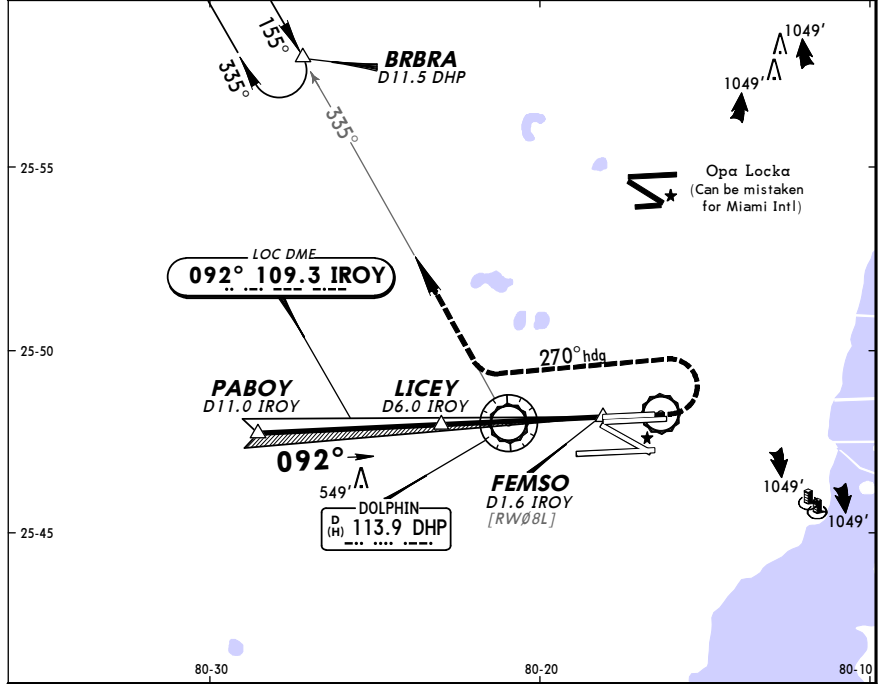 1049'
155°
BRBRA
D11.5 DHP
335°
1049'
335°
25-55
Opa Locka
(Can be mistaken
for Miami Intl)
LOC DME
092° 109.3 IROY
25-50
270° hdg
PABOY
D11.0 IROY
LICEY
D6.0 IROY
092°
549'
FEMSO
D1.6 IROY
[RWØ8L]
1049'
DOLPHIN
D
(H) 113.9 DHP
1049'
25-45
80-30
80-20
80-10